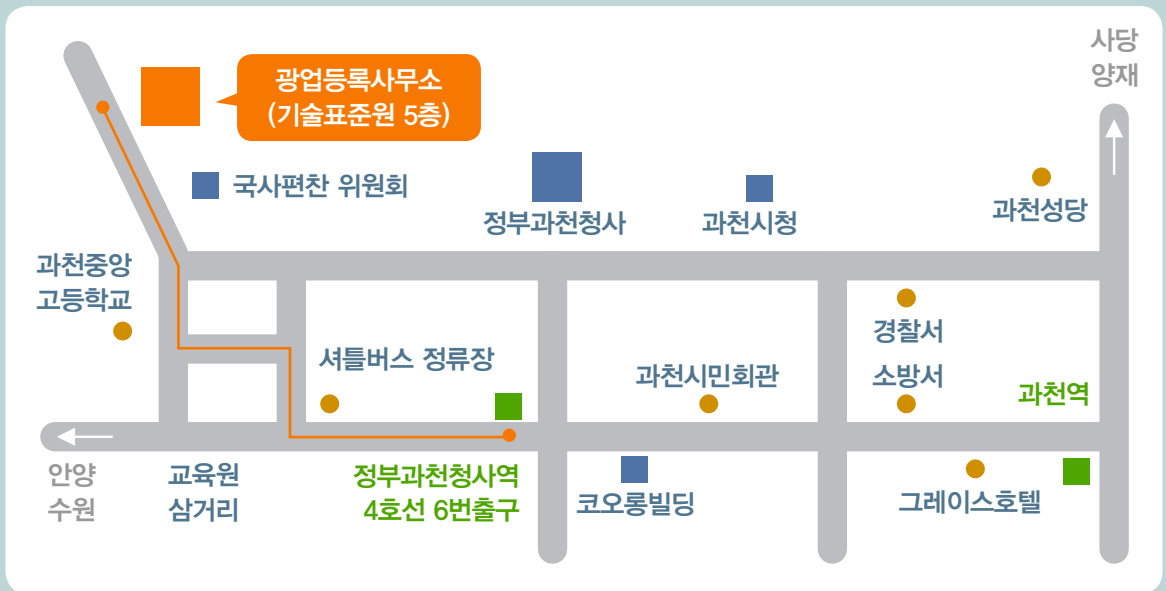 사당
양재
광업등록사무소
(기술표준원 5층)
국사편찬 위원회
정부과천청사
과천시청
과천성당
과천중앙
고등학교
경찰서
셔틀버스 정류장
과천시민회관
소방서
과천역
안양
수원
교육원
삼거리
정부과천청사역
4호선 6번출구
코오롱빌딩
그레이스호텔